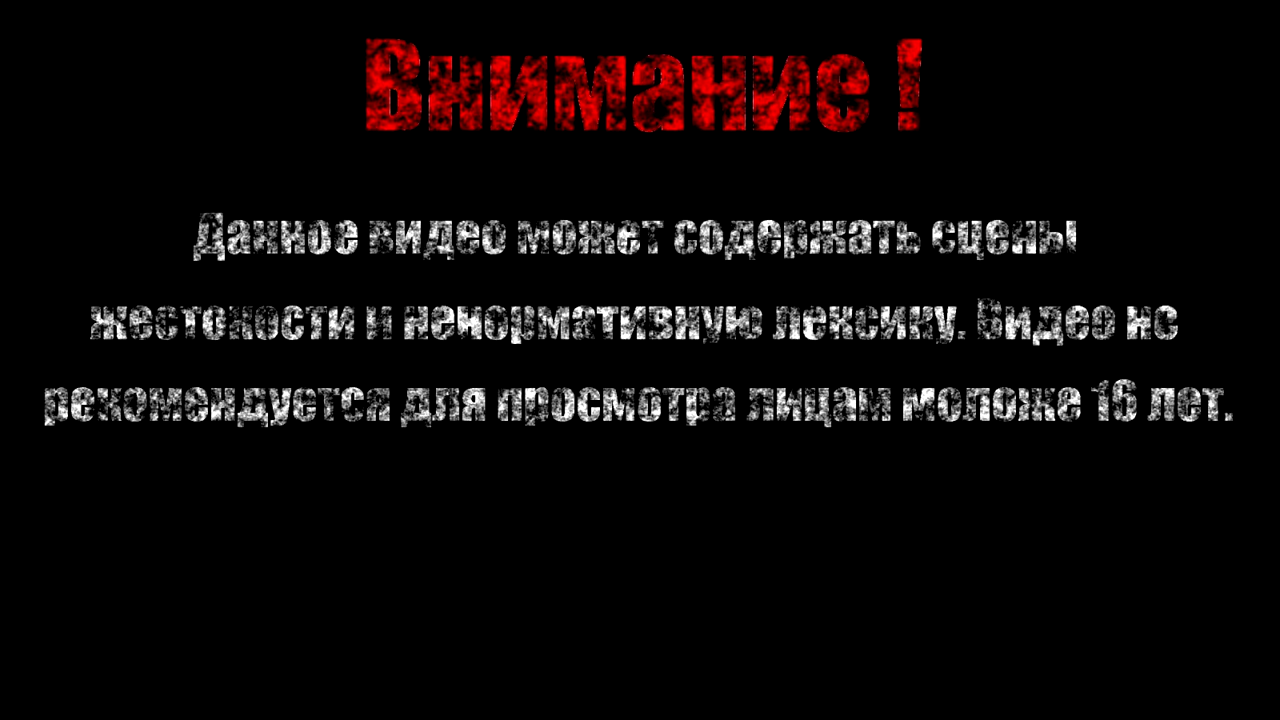 Внимание !
Данное видео может содержать сцены
жестокости и ненормативную лексику. Видео не
рекомендуется для просмотра лицам моложе 16 лет.